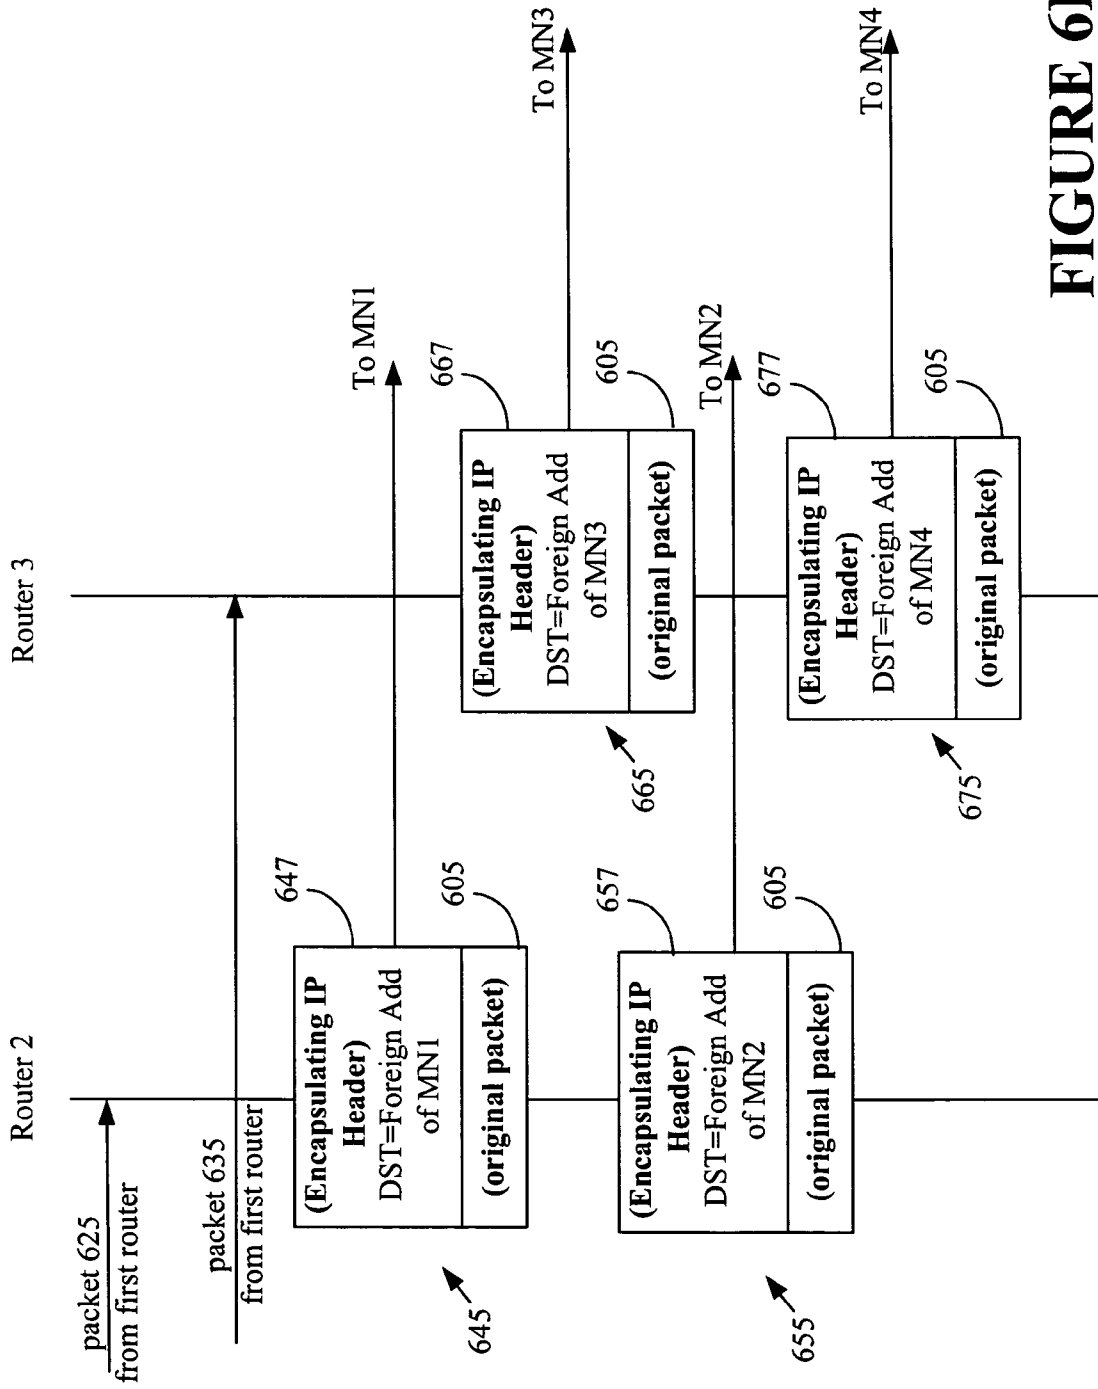 Router 2
Router 3
packet 625
from first router
packet 635
from first router
To MN1
647
(Encapsulating IP
Header)
DST=Foreign Add
of MN1
605
(original packet)
645
To MN3
667
(Encapsulating IP
Header)
DST=Foreign Add
of MN3
605
(original packet)
665
To MN2
657
(Encapsulating IP
Header)
DST=Foreign Add
of MN2
605
(original packet)
655
To MN4
677
(Encapsulating IP
Header)
DST=Foreign Add
of MN4
605
(original packet)
675
FIGURE